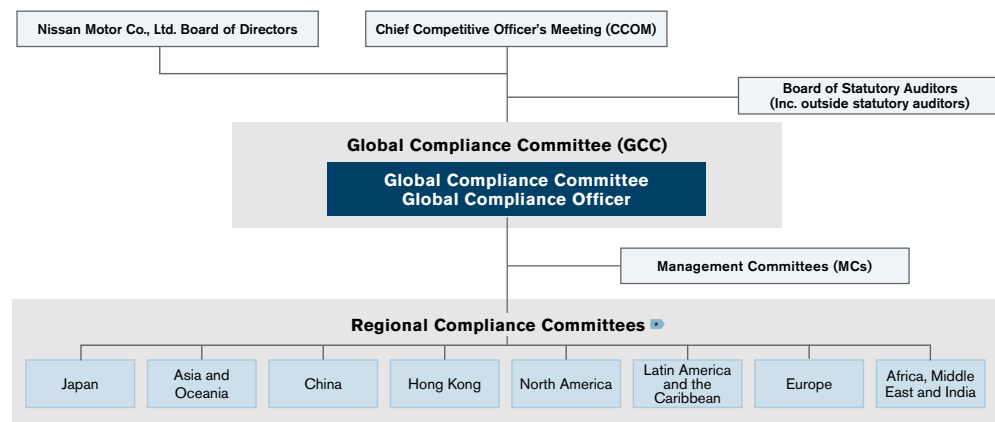 Nissan Motor Co., Ltd. Board of Directors
Chief Competitive Officer's Meeting (CCOM)
Board of Statutory Auditors
(Inc. outside statutory auditors)
Global Compliance Committee (GCC)
Global Compliance Committee
Global Compliance Officer
Management Committees (MCs)
Regional Compliance Committees *
Japan
Asia and
Oceania
China
Hong Kong
North America
Latin America
and the
Caribbean
Europe
Africa, Middle
East and India